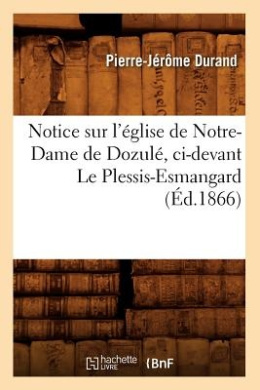 Pierre-Jérôme Durand
Notice sur l'église de Notre-
Dame de Dozulé, ci-devant
Le Plessis-Esmangard
(Éd.1866)
hachette
LIVRE
{BnF